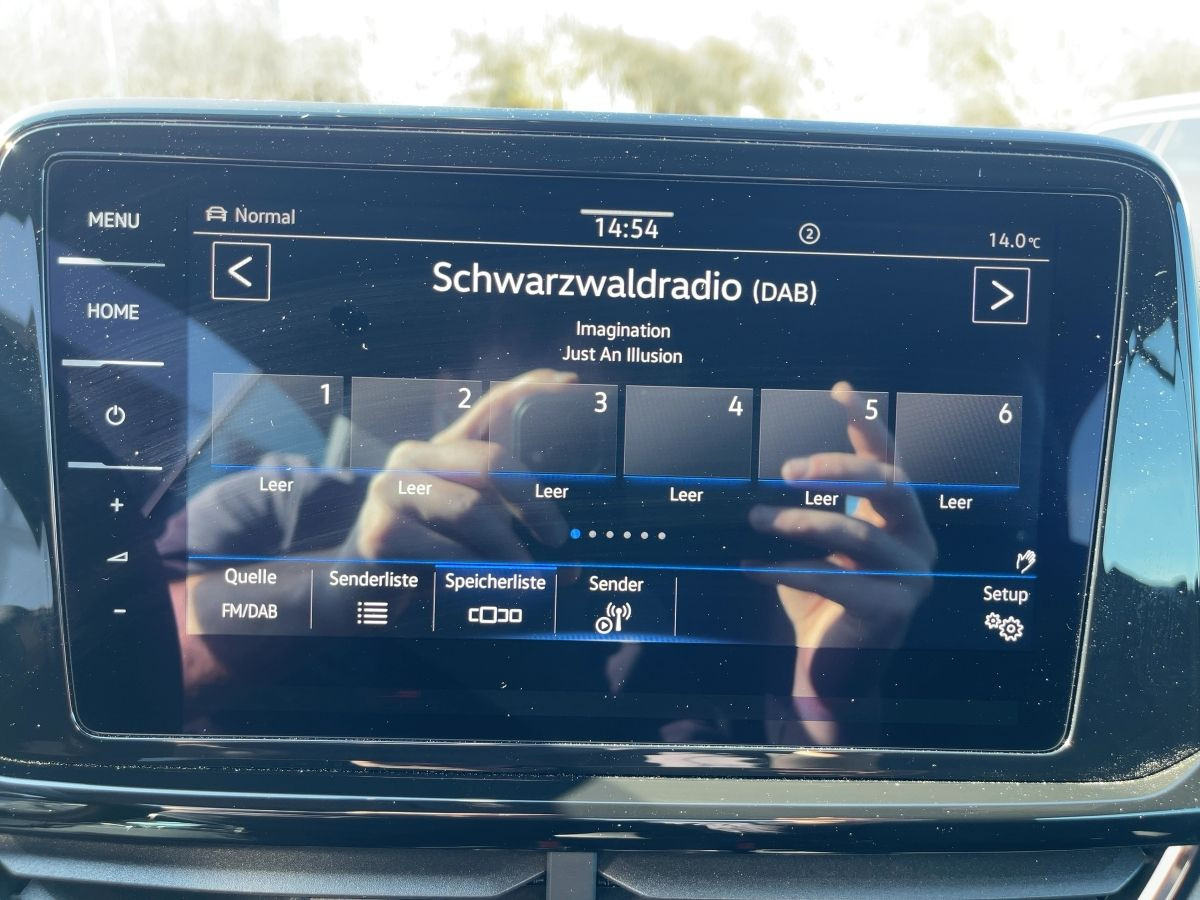 MENU
HOME
+
-
Normal
14:54
2
14.0°C
<
Schwarzwaldradio (DAB)
>
Imagination
Just An Illusion
1 2 3 4 5 6
Leer Leer Leer Leer Leer Leer
Quelle Senderliste Speicherliste Sender Setup
FM/DAB